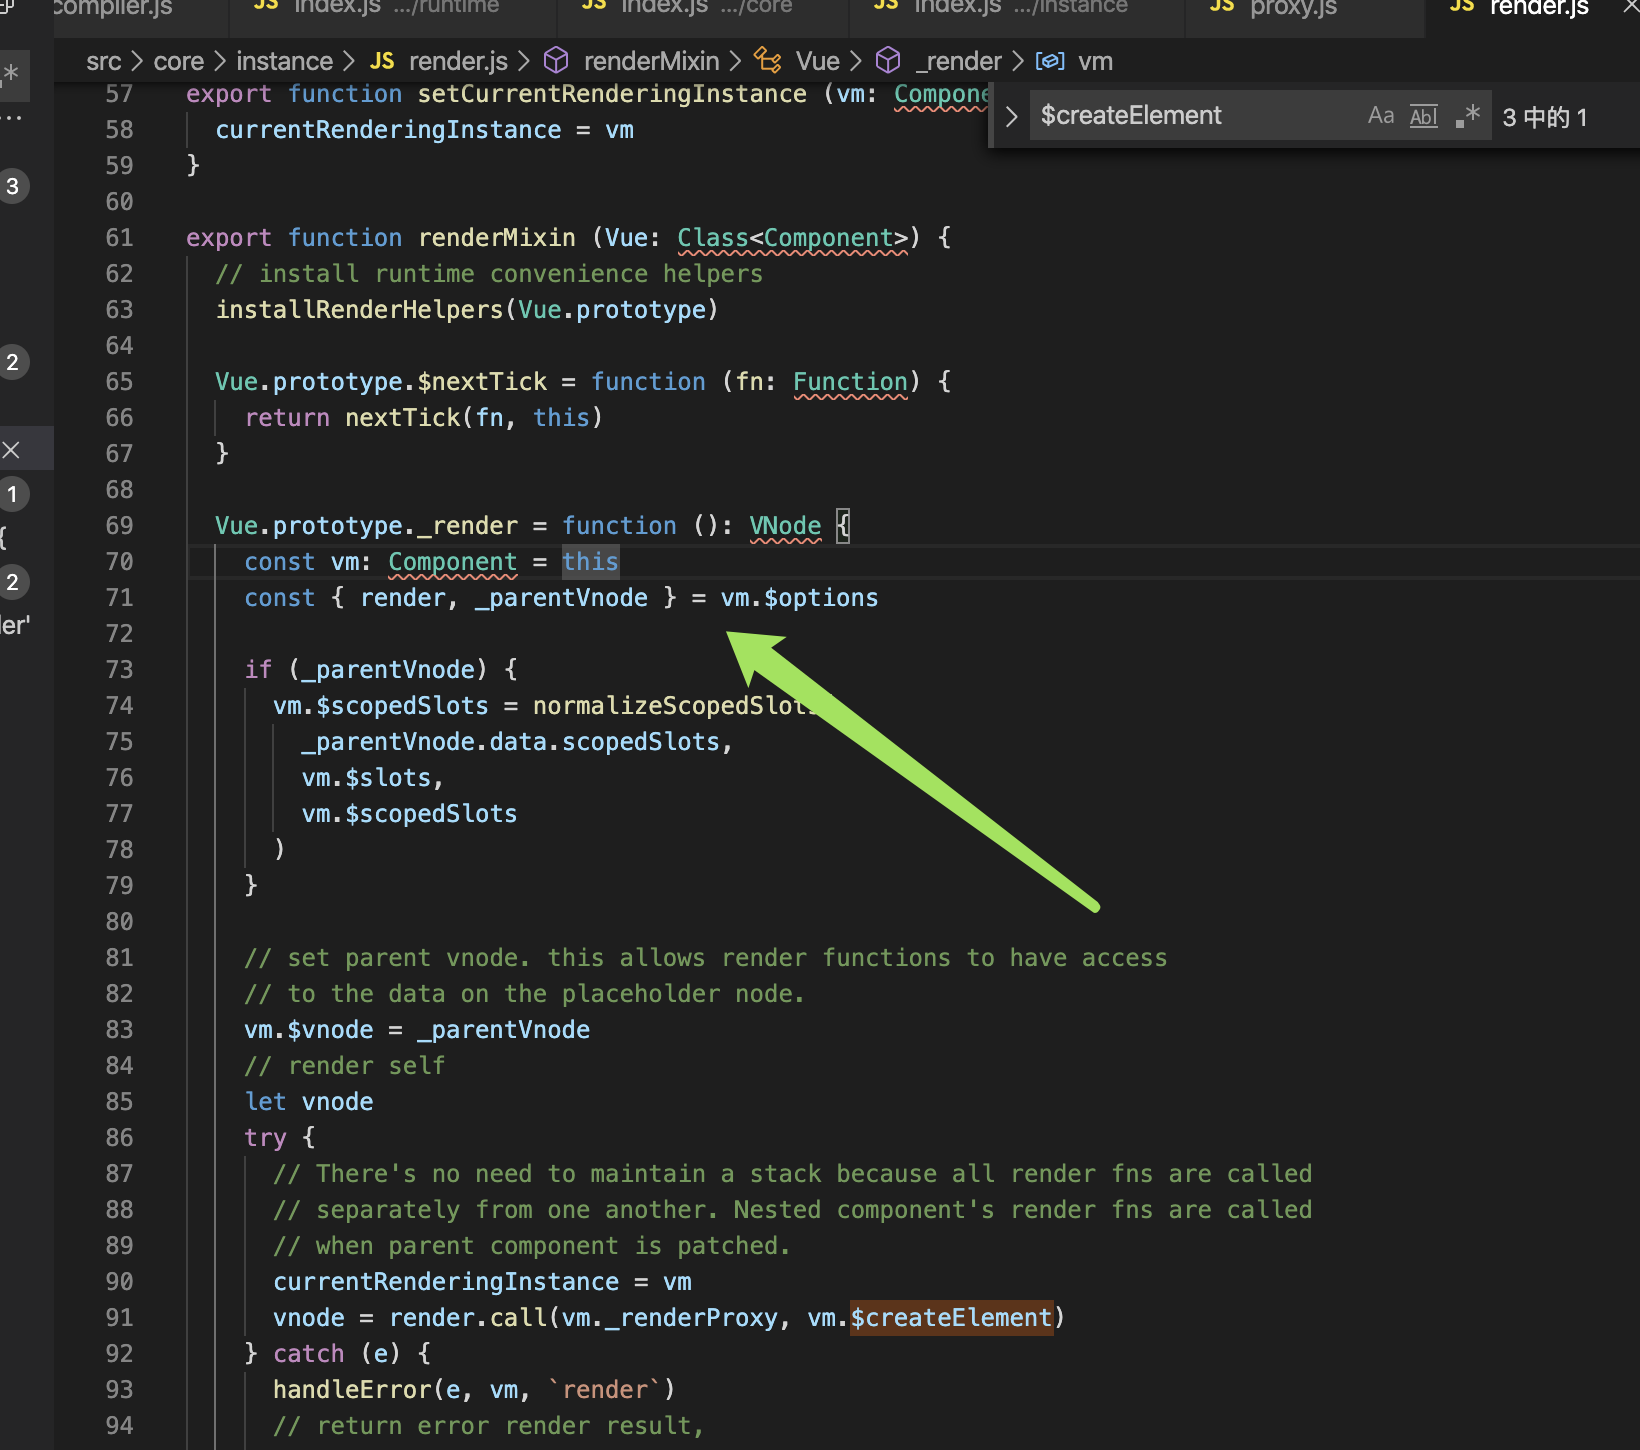 compiler.js JS index.js .../runtime JS index.js .../core JS index.js .../instance JS proxy.js JS render.js
src > core > instance > JS render.js > renderMixin > Vue > _render > vm
$createElement Aa Abl .* 3 中的 1
.*
...
3
2
1
{
2
ler'
57 export function setCurrentRenderingInstance (vm: Compone
58 currentRenderingInstance = vm
59 }
60
61 export function renderMixin (Vue: Class<Component>) {
62 // install runtime convenience helpers
63 installRenderHelpers(Vue.prototype)
64
65 Vue.prototype.$nextTick = function (fn: Function) {
66 return nextTick(fn, this)
67 }
68
69 Vue.prototype._render = function (): VNode {
70 const vm: Component = this
71 const { render, _parentVnode } = vm.$options
72
73 if (_parentVnode) {
74 vm.$scopedSlots = normalizeScopedSlots
75 _parentVnode.data.scopedSlots,
76 vm.$slots,
77 vm.$scopedSlots
78 )
79 }
80
81 // set parent vnode. this allows render functions to have access
82 // to the data on the placeholder node.
83 vm.$vnode = _parentVnode
84 // render self
85 let vnode
86 try {
87 // There's no need to maintain a stack because all render fns are called
88 // separately from one another. Nested component's render fns are called
89 // when parent component is patched.
90 currentRenderingInstance = vm
91 vnode = render.call(vm._renderProxy, vm.$createElement)
92 } catch (e) {
93 handleError(e, vm, `render`)
94 // return error render result,